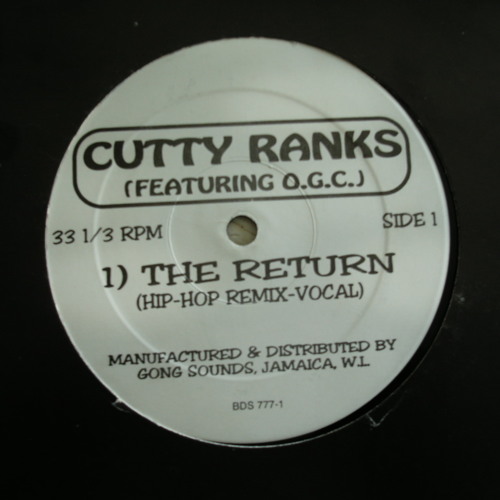 CUTTY RANKS
(FEATURING O.G.C.)
33 1/3 RPM
SIDE 1
1) THE RETURN
(HIP-HOP REMIX-VOCAL)
MANUFACTURED & DISTRIBUTED BY
GONG SOUNDS, JAMAICA, W.I.
BDS 777-1